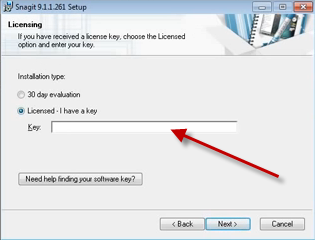 Snagit 9.1.1.261 Setup
Licensing
If you have received a license key, choose the Licensed
option and enter your key.
Installation type:
30 day evaluation
Licensed - I have a key
Key:
Need help finding your software key?
< Back
Next >
Cancel